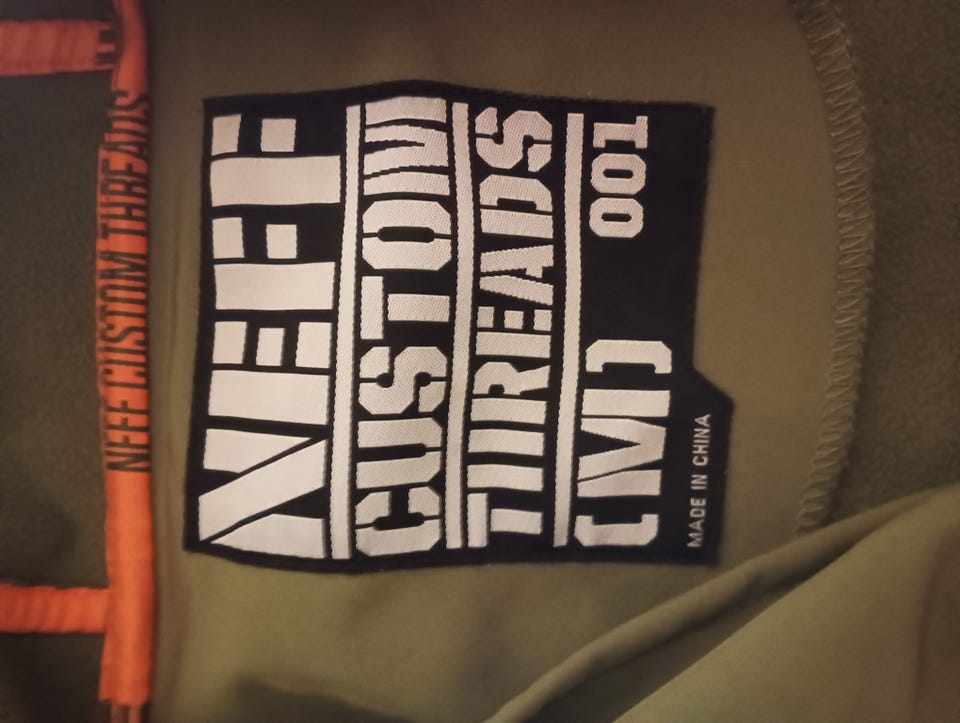 NEFF CUSTOM THREADS
NEFF
CUSTOM
THREADS
[M] 001
MADE IN CHINA